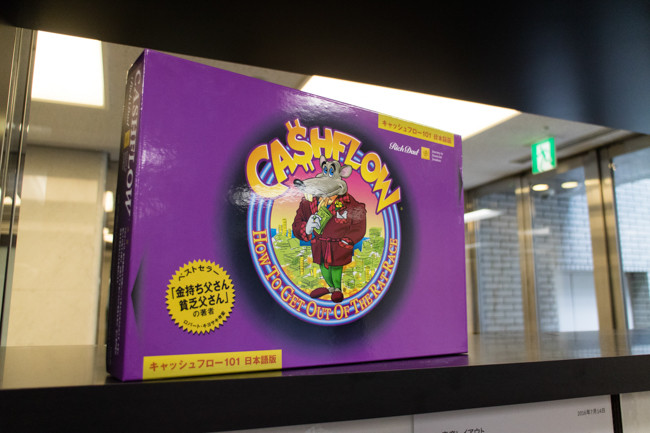 キャッシュフロー101 日本語版
Rich Dad
CA$HFLOW
HOW TO GET OUT OF THE RAT RACE
CASHFLOW
ベストセラー
「金持ち父さん
貧乏父さん」
の著者
キャッシュフロー101 日本語版